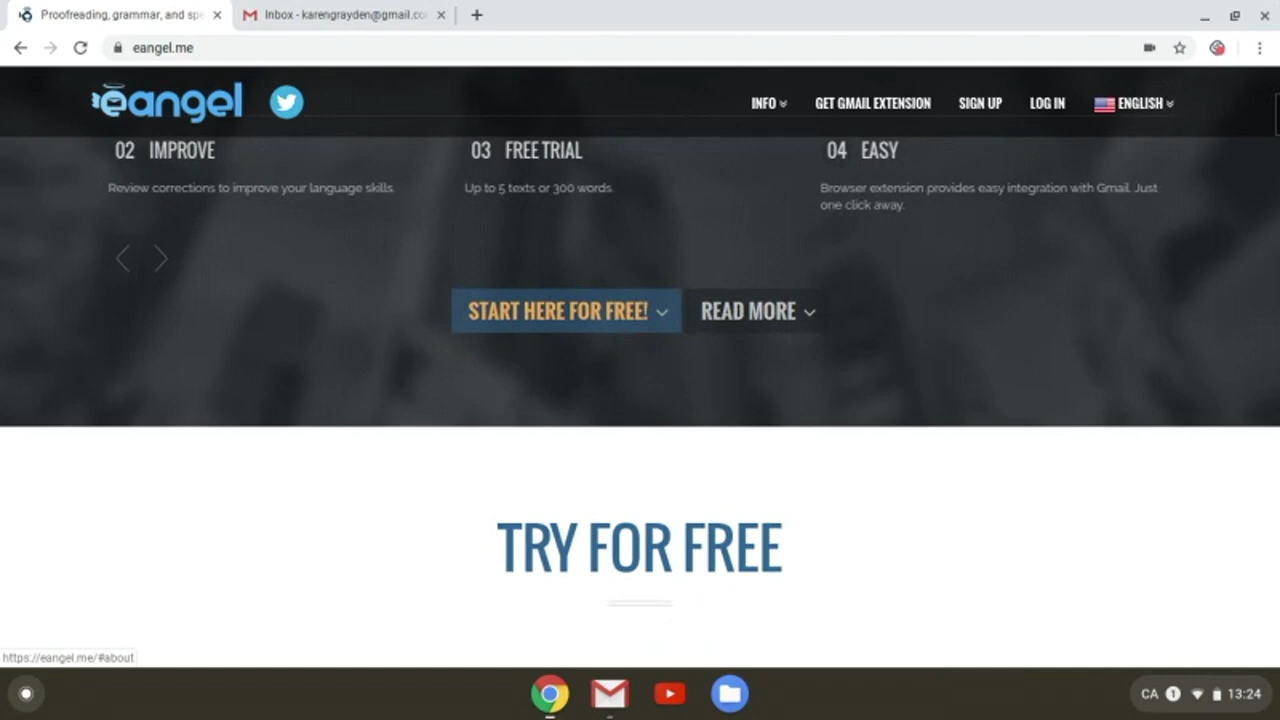 Proofreading, grammar, and spe
Inbox - karengrayden@gmail.co
eangel.me
eangel
INFO
GET GMAIL EXTENSION
SIGN UP
LOG IN
ENGLISH
02 IMPROVE
Review corrections to improve your language skills.
03 FREE TRIAL
Up to 5 texts or 300 words.
04 EASY
Browser extension provides easy integration with Gmail. Just
one click away.
START HERE FOR FREE!
READ MORE
TRY FOR FREE
https://eangel.me/#about
CA 1 13:24